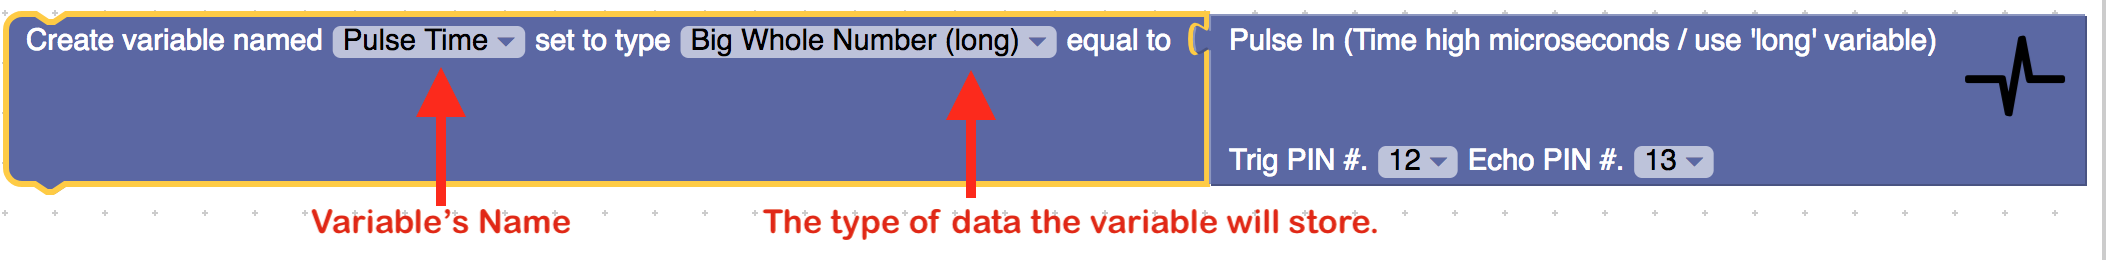 Create variable named Pulse Time set to type Big Whole Number (long) equal to Pulse In (Time high microseconds / use 'long' variable)
Trig PIN #. 12 Echo PIN #. 13
Variable's Name The type of data the variable will store.